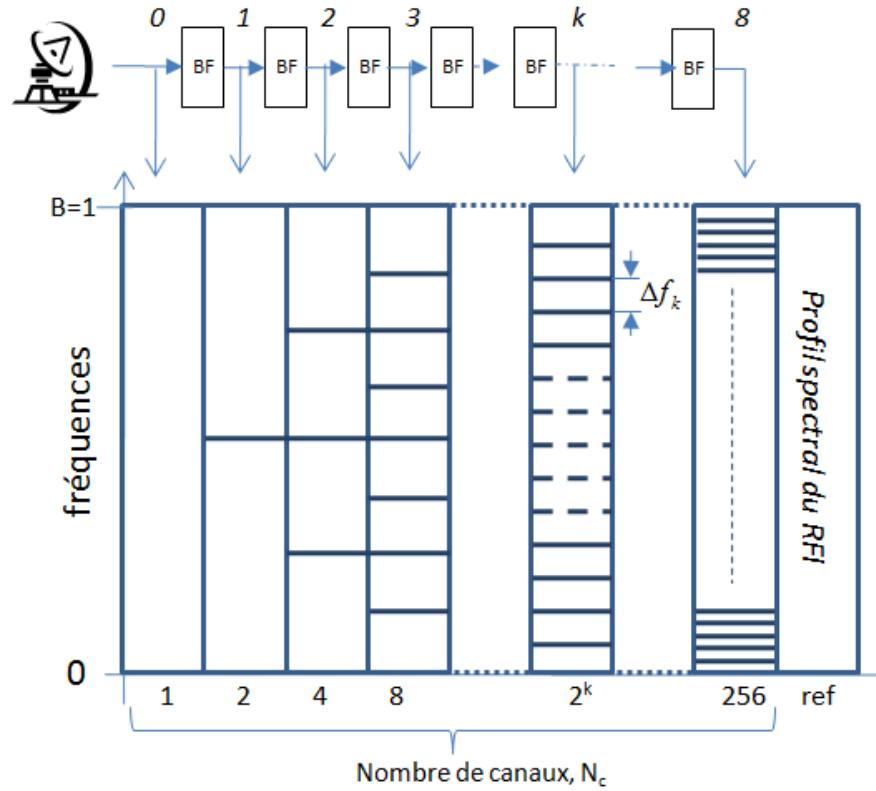 0 1 2 3 k 8
BF BF BF BF BF BF
B=1
Δf_k
fréquences
Profil spectral du RFI
0
1 2 4 8 2^k 256 ref
Nombre de canaux, N_c